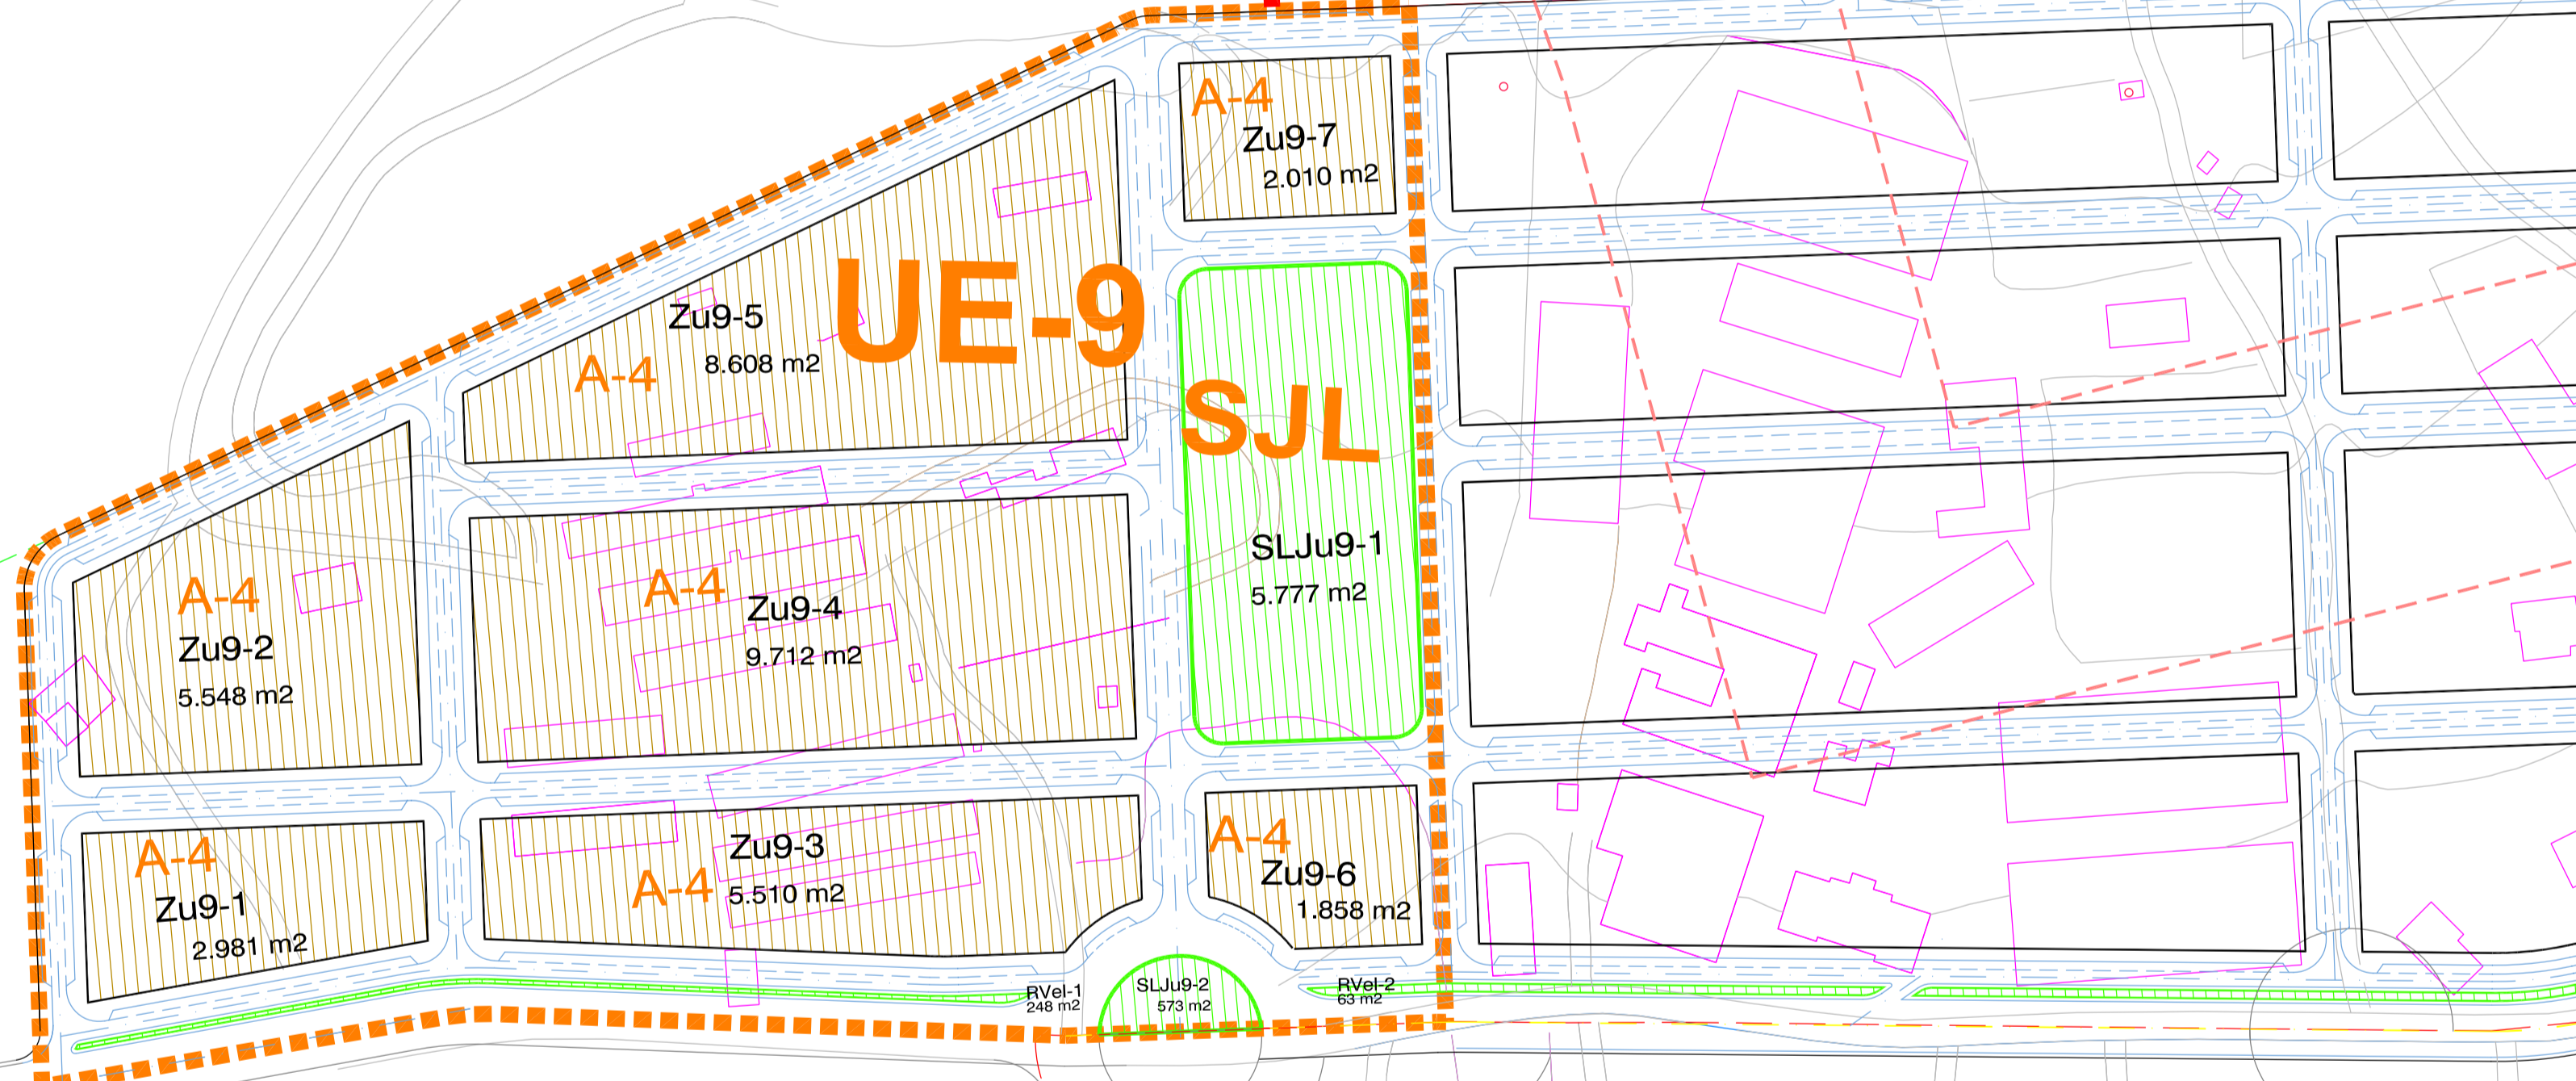 A-4
Zu9-7
2.010 m2
UE-9
Zu9-5
8.608 m2
A-4
SJL
SLJu9-1
5.777 m2
A-4
Zu9-2
5.548 m2
A-4
Zu9-4
9.712 m2
A-4
Zu9-1
2.981 m2
Zu9-3
A-4
5.510 m2
A-4
Zu9-6
1.858 m2
RVel-1
248 m2
SLJu9-2
573 m2
RVel-2
63 m2